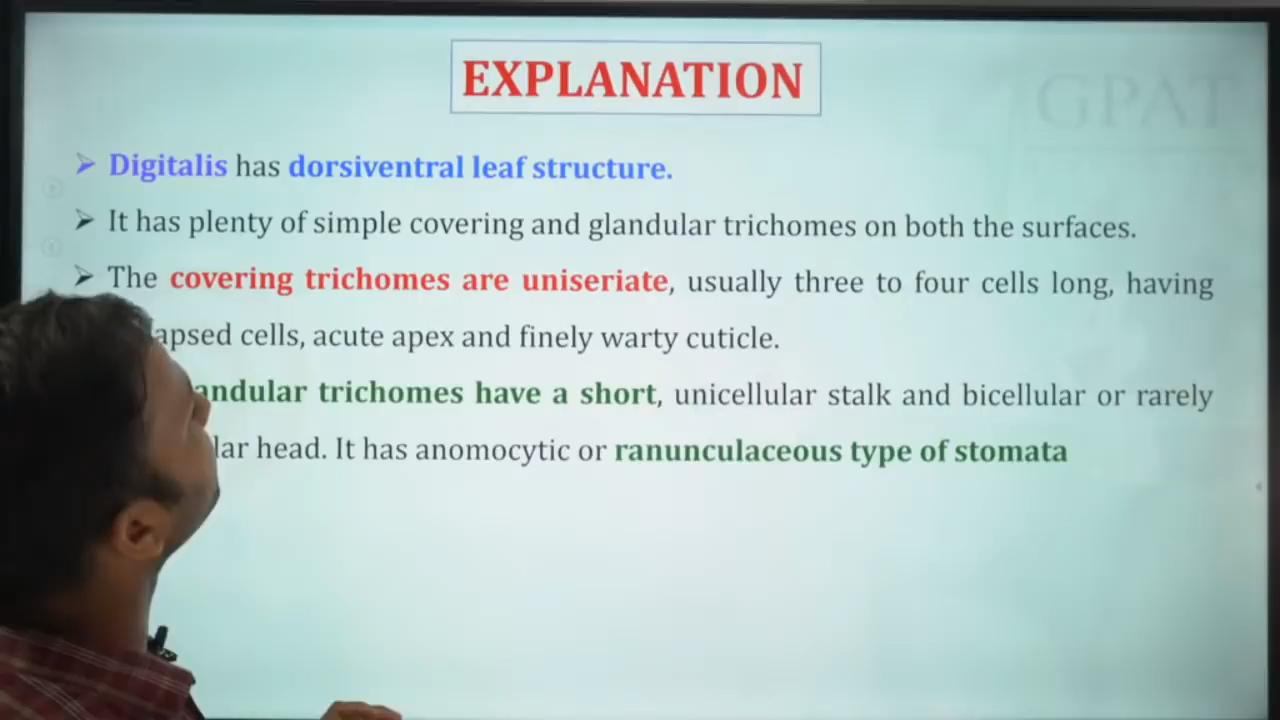 EXPLANATION
GPAT
➤ Digitalis has dorsiventral leaf structure.
➤ It has plenty of simple covering and glandular trichomes on both the surfaces.
➤ The covering trichomes are uniseriate, usually three to four cells long, having
apsed cells, acute apex and finely warty cuticle.
andular trichomes have a short, unicellular stalk and bicellular or rarely
lar head. It has anomocytic or ranunculaceous type of stomata